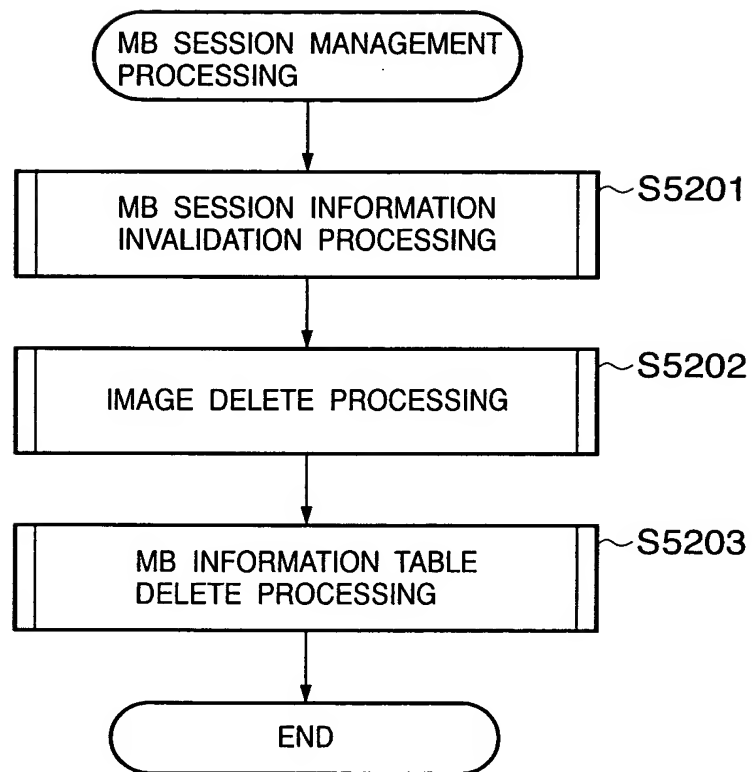 MB SESSION MANAGEMENT
PROCESSING
MB SESSION INFORMATION
INVALIDATION PROCESSING
S5201
IMAGE DELETE PROCESSING
S5202
MB INFORMATION TABLE
DELETE PROCESSING
S5203
END